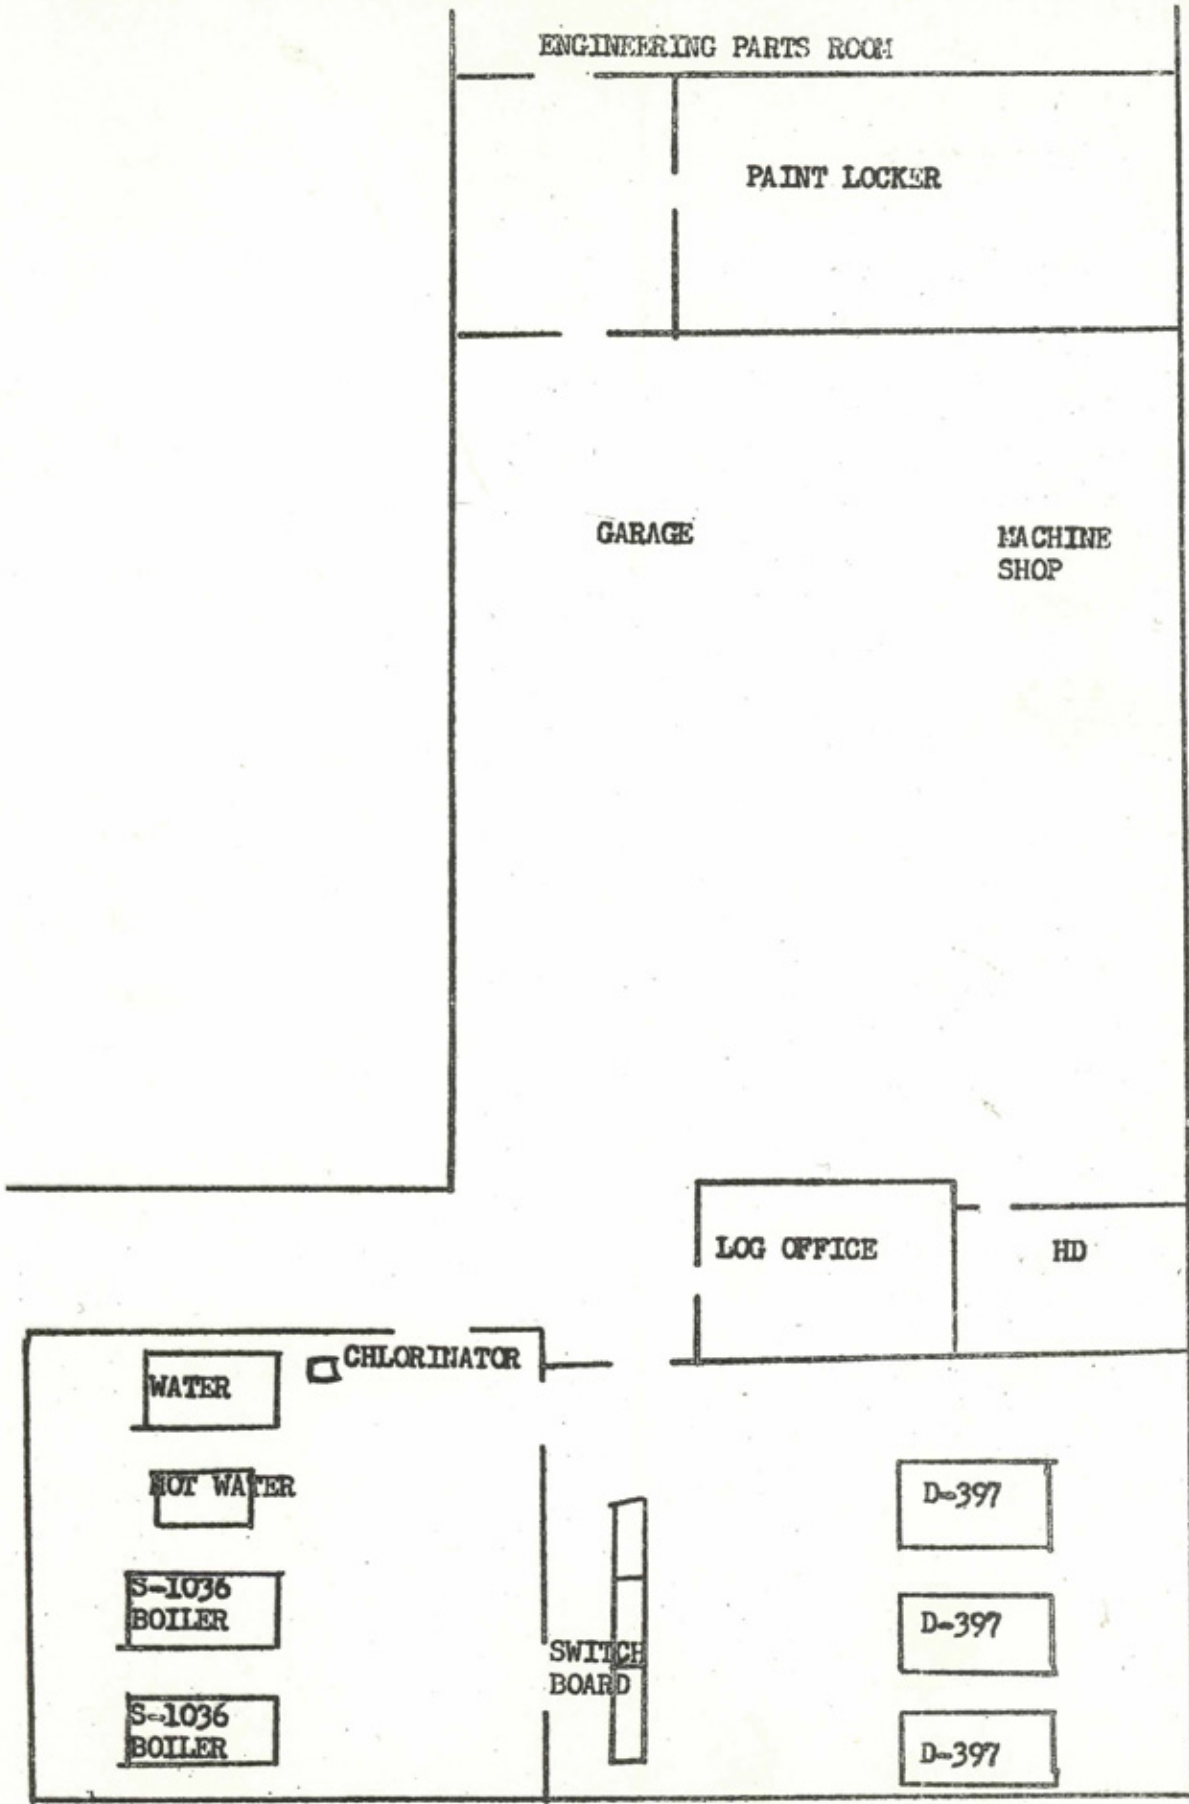 ENGINEERING PARTS ROOM
PAINT LOCKER
GARAGE
MACHINE
SHOP
LOG OFFICE
HD
CHLORINATOR
WATER
HOT WATER
S-1036
BOILER
S-1036
BOILER
SWITCH
BOARD
D-397
D-397
D-397